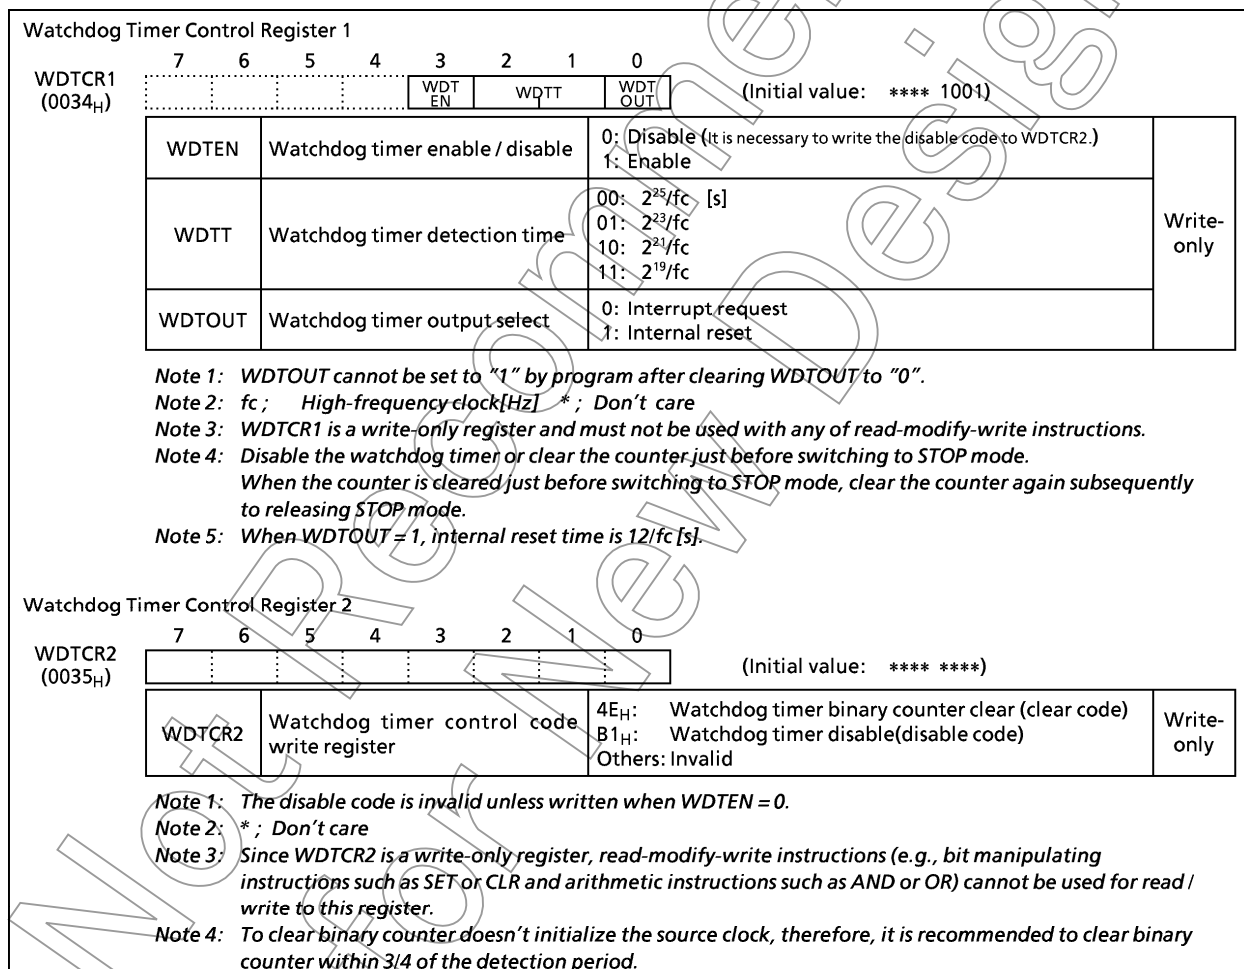 Watchdog Timer Control Register 1
7 6 5 4 3 2 1 0
WDTCR1
(0034H)
WDT
EN
WDTT
WDT
OUT
(Initial value: **** 1001)
WDTEN
Watchdog timer enable / disable
0: Disable (It is necessary to write the disable code to WDTCR2.)
1: Enable
WDTT
Watchdog timer detection time
00: 2²⁵/fc [s]
01: 2²³/fc
10: 2²¹/fc
11: 2¹⁹/fc
Write-
only
WDTOUT
Watchdog timer output select
0: Interrupt request
1: Internal reset
Note 1: WDTOUT cannot be set to "1" by program after clearing WDTOUT to "0".
Note 2: fc ; High-frequency clock[Hz] * ; Don't care
Note 3: WDTCR1 is a write-only register and must not be used with any of read-modify-write instructions.
Note 4: Disable the watchdog timer or clear the counter just before switching to STOP mode.
When the counter is cleared just before switching to STOP mode, clear the counter again subsequently
to releasing STOP mode.
Note 5: When WDTOUT = 1, internal reset time is 12/fc [s].
Watchdog Timer Control Register 2
7 6 5 4 3 2 1 0
WDTCR2
(0035H)
(Initial value: **** ****)
WDTCR2
Watchdog timer control code
write register
4EH: Watchdog timer binary counter clear (clear code)
B1H: Watchdog timer disable(disable code)
Others: Invalid
Write-
only
Note 1: The disable code is invalid unless written when WDTEN = 0.
Note 2: * ; Don't care
Note 3: Since WDTCR2 is a write-only register, read-modify-write instructions (e.g., bit manipulating
instructions such as SET or CLR and arithmetic instructions such as AND or OR) cannot be used for read /
write to this register.
Note 4: To clear binary counter doesn't initialize the source clock, therefore, it is recommended to clear binary
counter within 3/4 of the detection period.
Not Recomme
for New Design